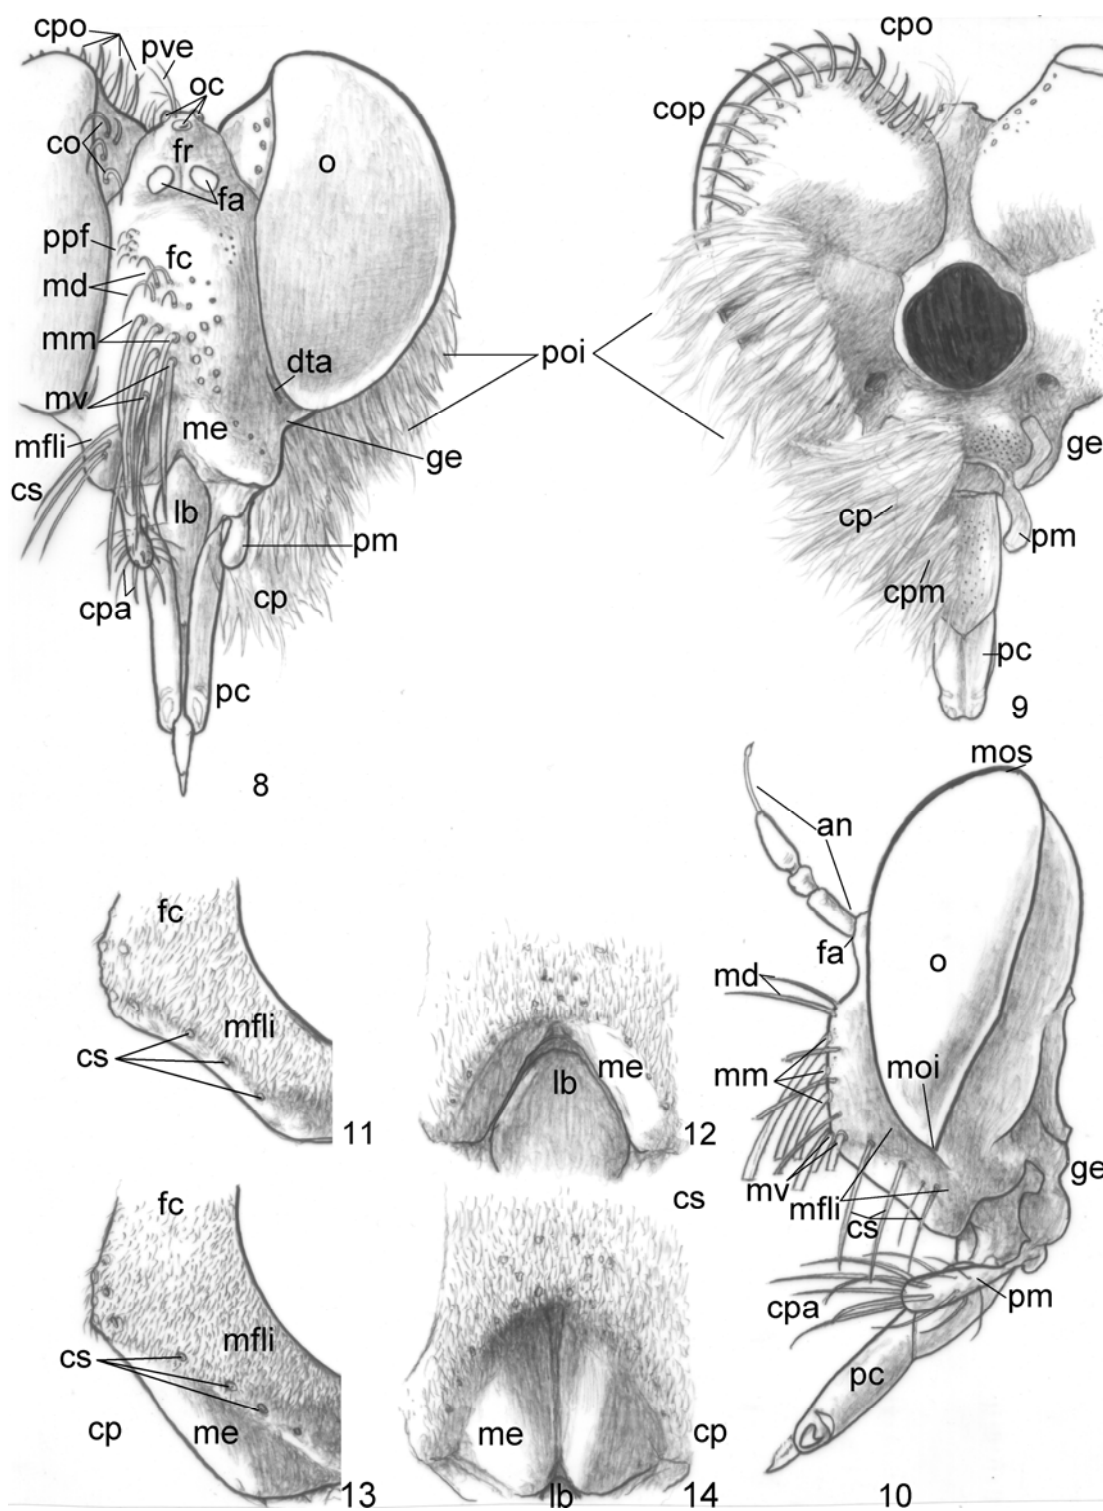 cpo
pve
oc
co
fr
o
fa
ppf
fc
md
mm
dta
mv
me
mfli
ge
cs
lb
pm
cpa
cp
pc
8
poi
cpo
cop
ge
cp
pm
cpm
pc
9
mos
an
fa
o
md
mm
moi
mv
mfli
cs
ge
cpa
pm
pc
10
fc
mfli
cs
11
me
lb
12
cs
fc
mfli
cs
cp
me
13
me
cp
lb
14